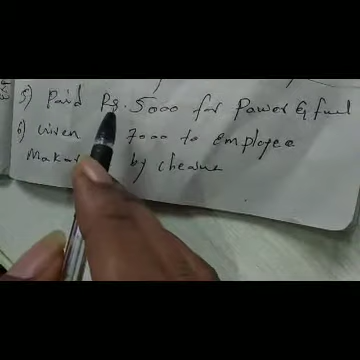 5) Paid Rs. 5000 for Power & fuel
6) Given 7000 to Employee
by cheque